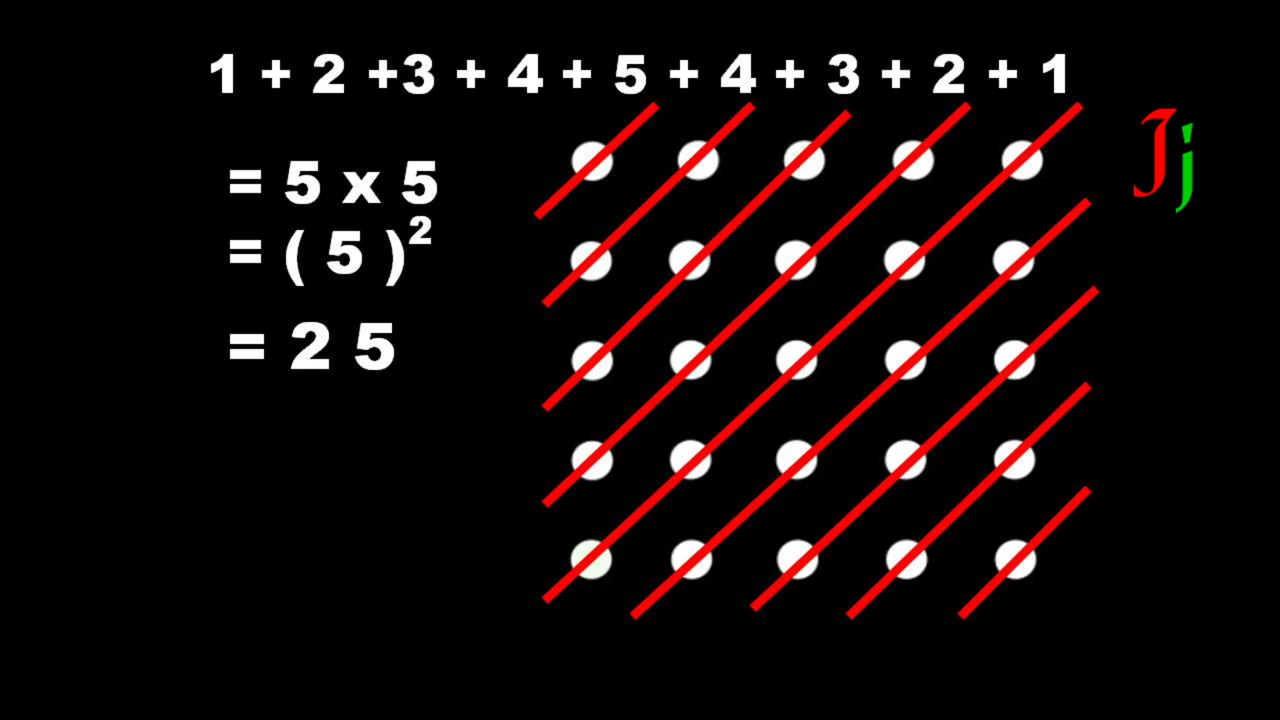 1 + 2 +3 + 4 + 5 + 4 + 3 + 2 + 1
= 5 x 5
= ( 5 )²
= 2 5
Jj